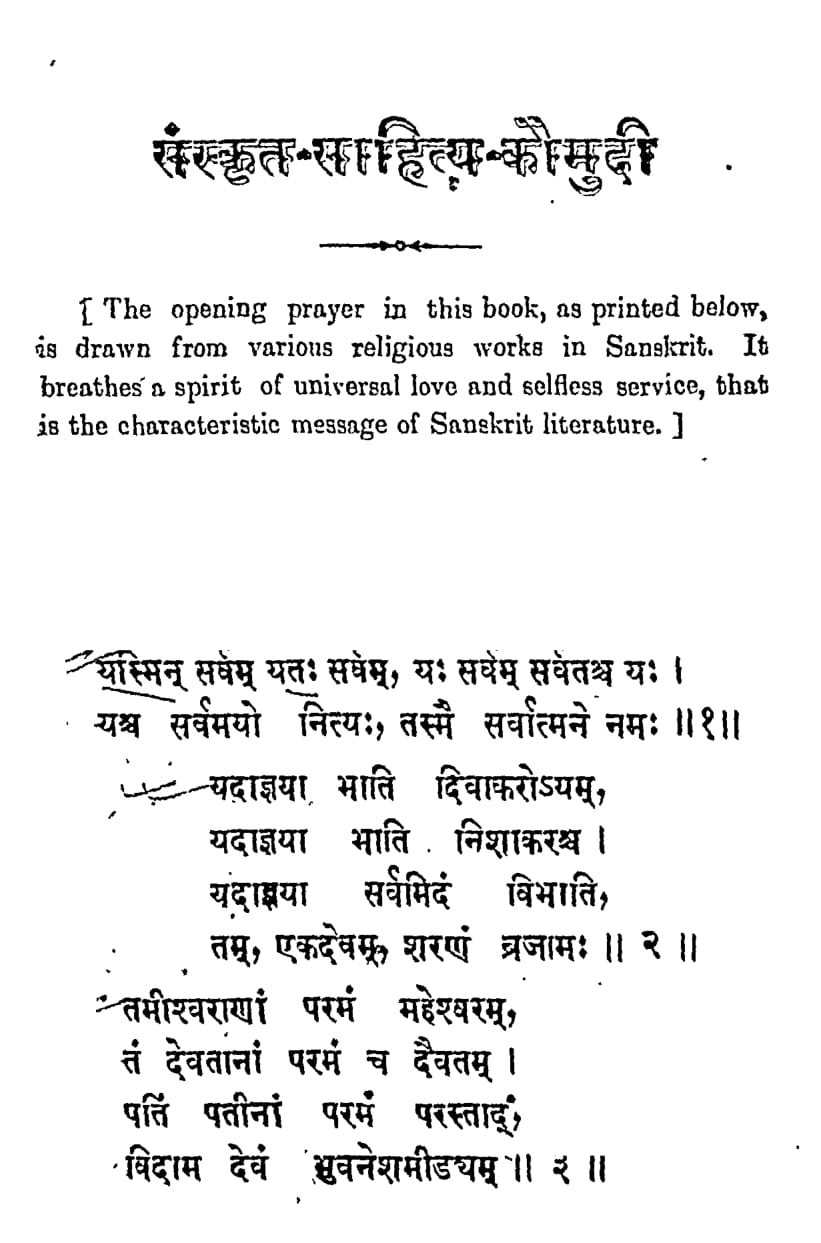 संस्कृत-साहित्य-कौमुदी
[ The opening prayer in this book, as printed below,
is drawn from various religious works in Sanskrit. It
breathes a spirit of universal love and selfless service, that
is the characteristic message of Sanskrit literature. ]
यस्मिन् सर्वम् यतः सर्वम्, यः सर्वम् सर्वतश्च यः ।
यश्च सर्वमयो नित्यः, तस्मै सर्वात्मने नमः ॥१॥
यदाज्ञया भाति दिवाकरोऽयम्,
यदाज्ञया भाति निशाकरश्च ।
यदाज्ञया सर्वमिदं विभाति,
तम्, एकदेवम्, शरणं व्रजामः ॥ २ ॥
तमीश्वराणां परमं महेश्वरम्,
तं देवतानां परमं च दैवतम् ।
पतिं पतीनां परमं परस्ताद्,
विदाम देवं भुवनेशमीड्यम् ॥ ३ ॥